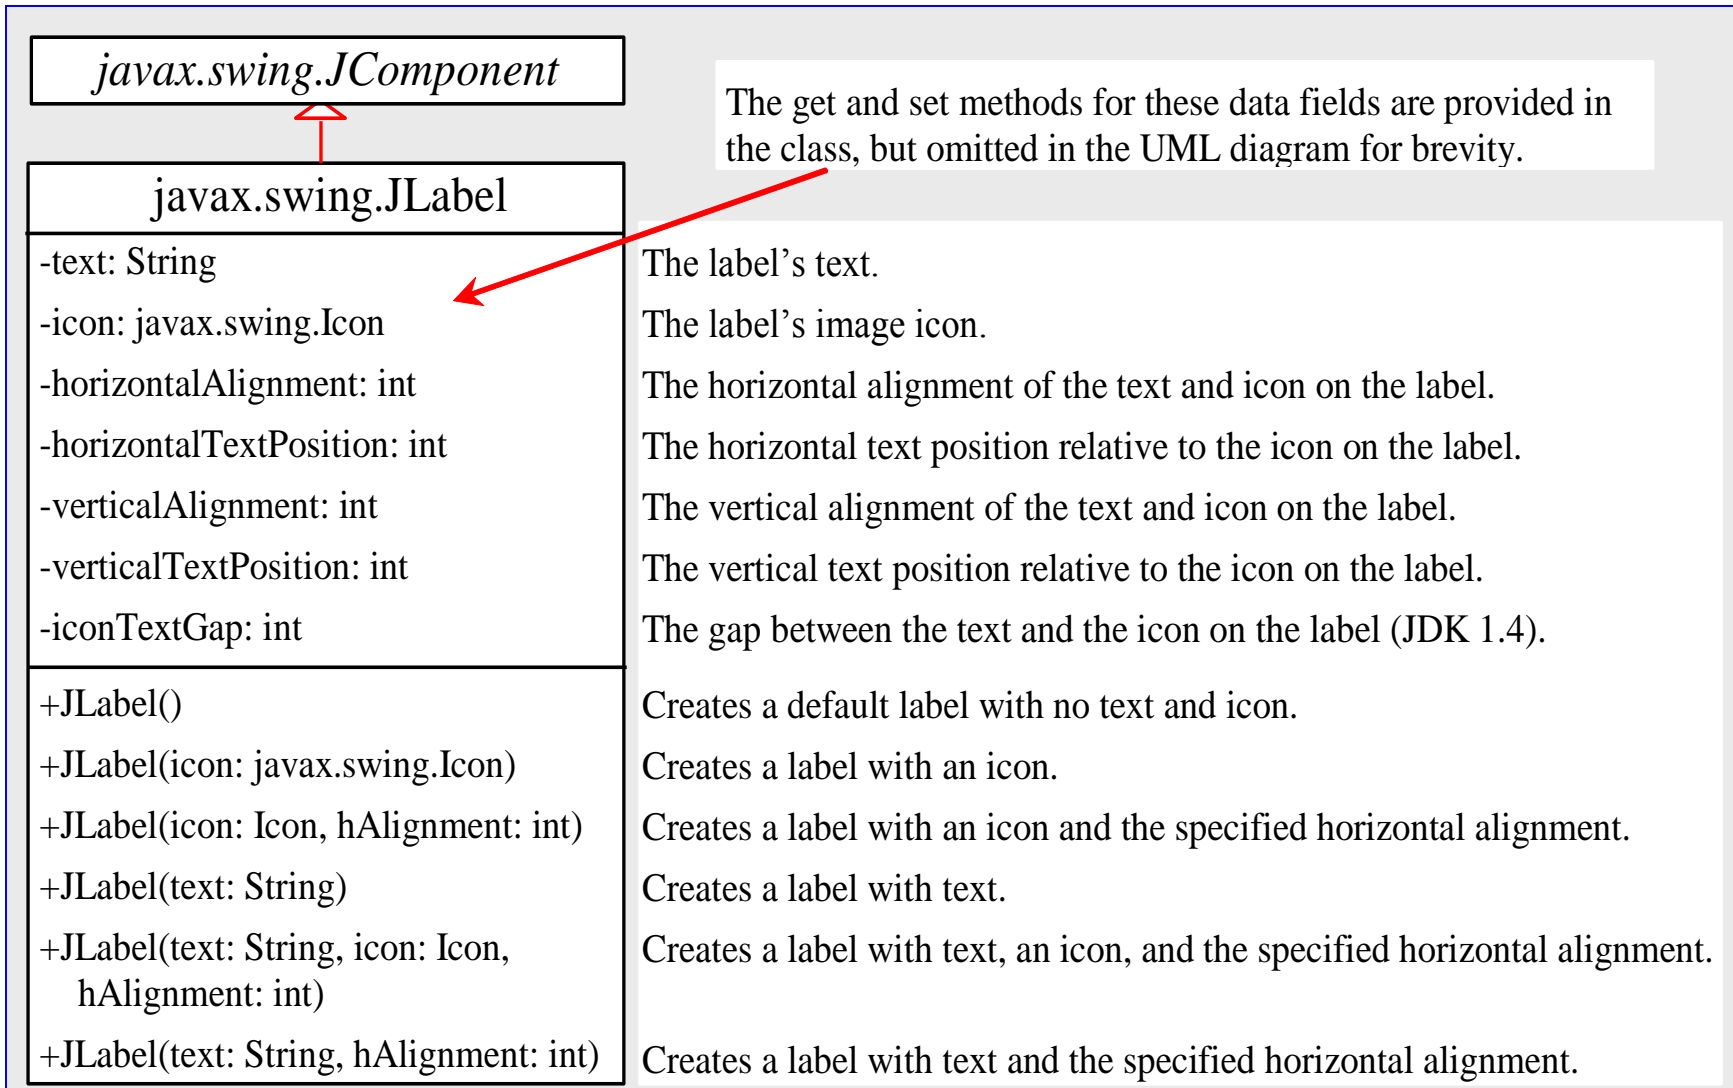 javax.swing.JComponent
The get and set methods for these data fields are provided in
the class, but omitted in the UML diagram for brevity.
javax.swing.JLabel
-text: String
The label’s text.
-icon: javax.swing.Icon
The label’s image icon.
-horizontalAlignment: int
The horizontal alignment of the text and icon on the label.
-horizontalTextPosition: int
The horizontal text position relative to the icon on the label.
-verticalAlignment: int
The vertical alignment of the text and icon on the label.
-verticalTextPosition: int
The vertical text position relative to the icon on the label.
-iconTextGap: int
The gap between the text and the icon on the label (JDK 1.4).
+JLabel()
Creates a default label with no text and icon.
+JLabel(icon: javax.swing.Icon)
Creates a label with an icon.
+JLabel(icon: Icon, hAlignment: int)
Creates a label with an icon and the specified horizontal alignment.
+JLabel(text: String)
Creates a label with text.
+JLabel(text: String, icon: Icon,
hAlignment: int)
Creates a label with text, an icon, and the specified horizontal alignment.
+JLabel(text: String, hAlignment: int)
Creates a label with text and the specified horizontal alignment.